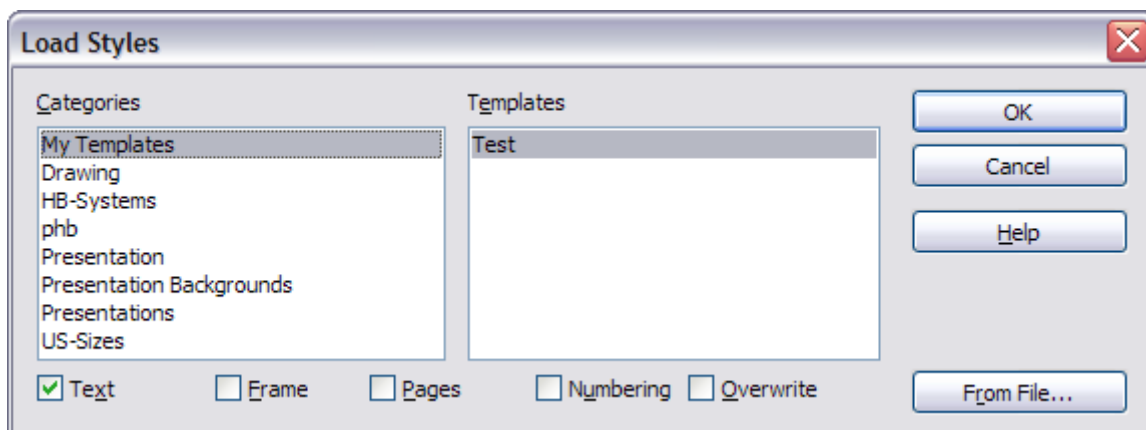 Load Styles
Categories
Templates
My Templates
Drawing
HB-Systems
phb
Presentation
Presentation Backgrounds
Presentations
US-Sizes
Test
OK
Cancel
Help
Text Frame Pages Numbering Overwrite
From File...